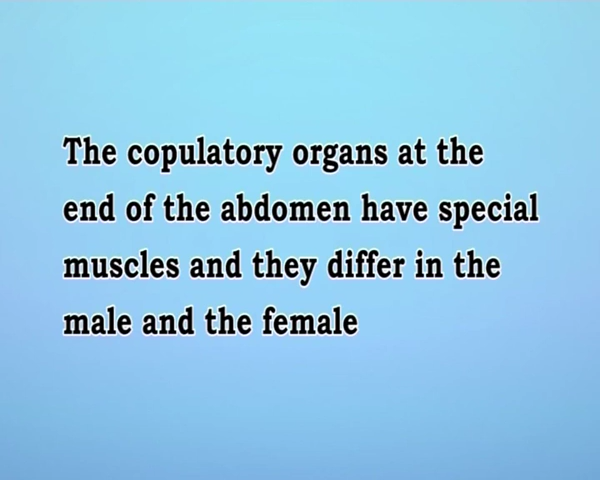 The copulatory organs at the
end of the abdomen have special
muscles and they differ in the
male and the female